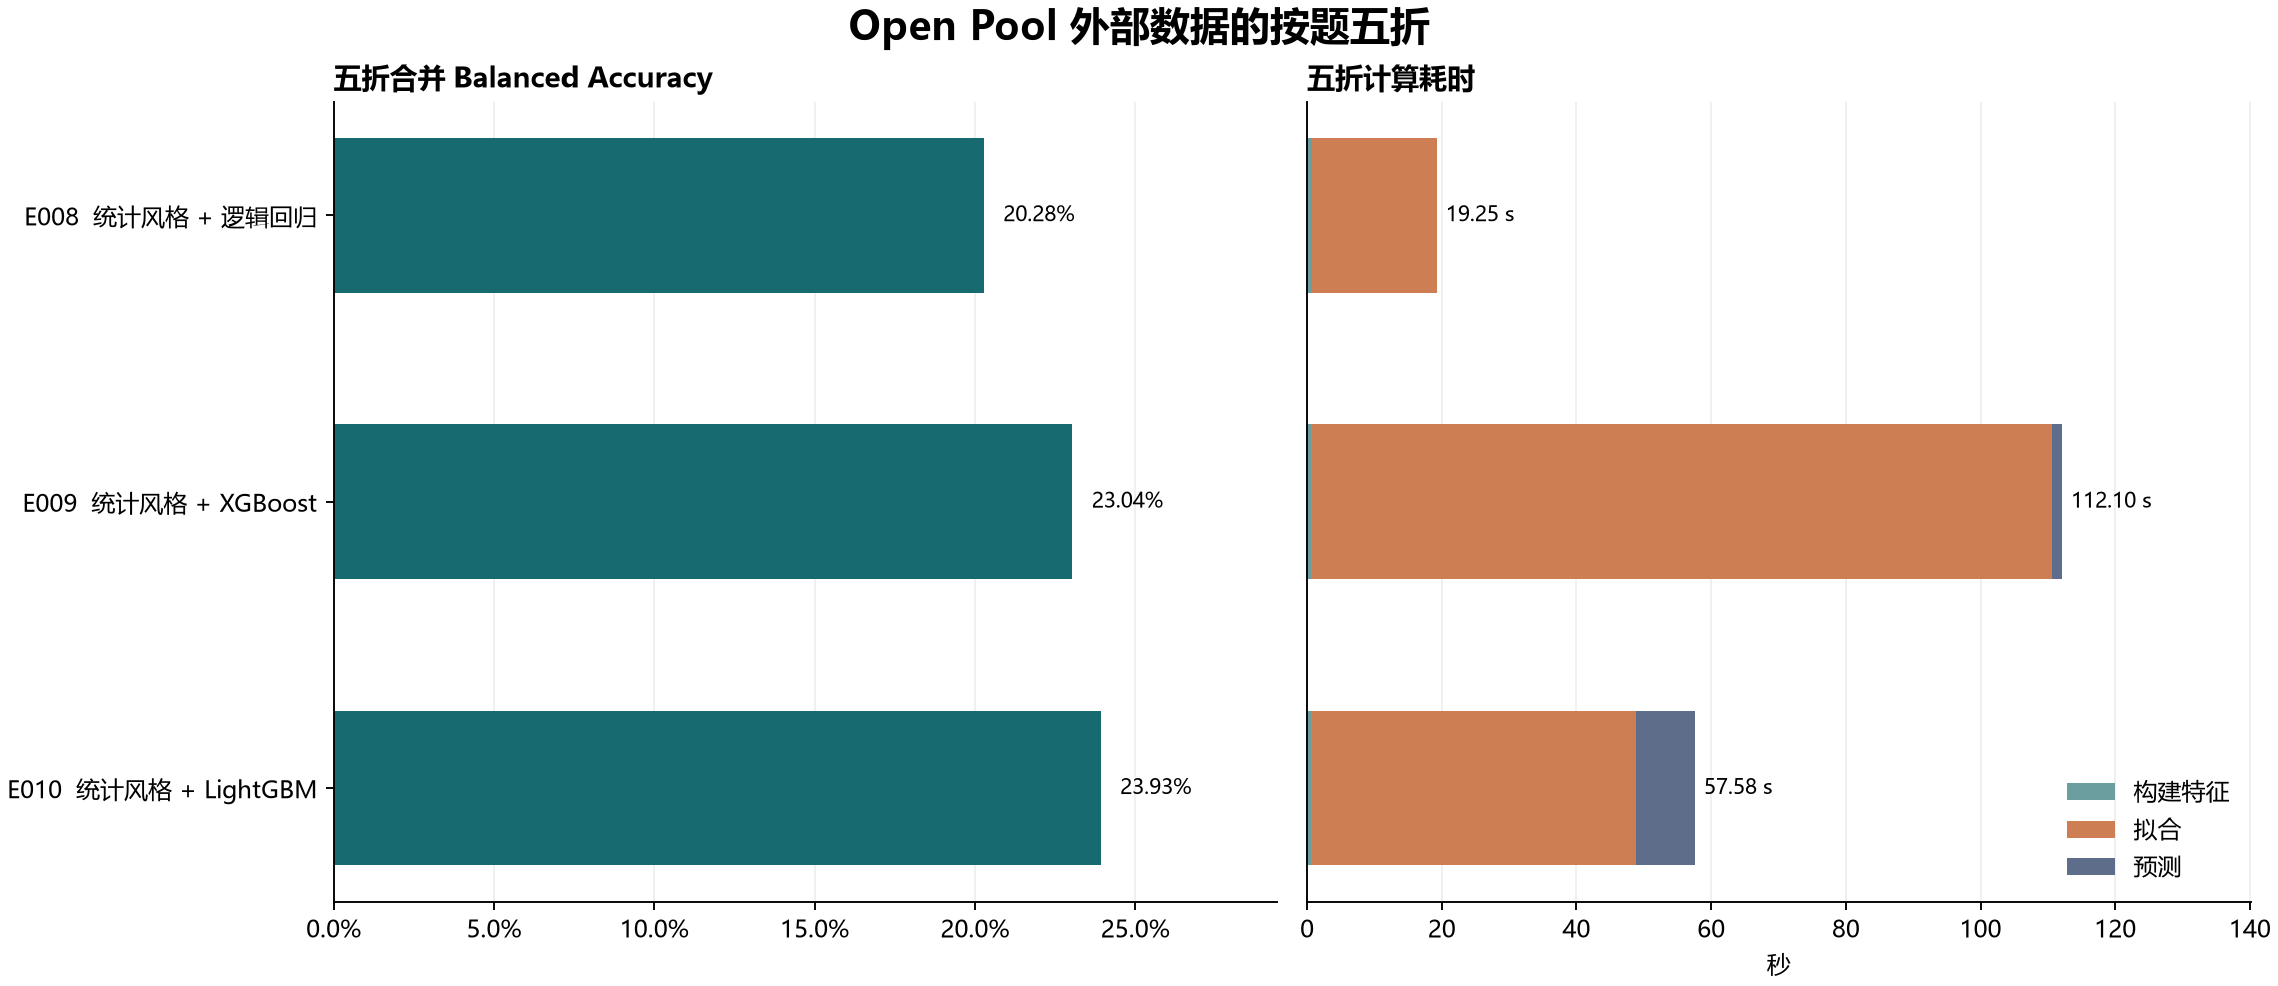 Open Pool 外部数据的按题五折
五折合并 Balanced Accuracy
E008 统计风格 + 逻辑回归
20.28%
E009 统计风格 + XGBoost
23.04%
E010 统计风格 + LightGBM
23.93%
0.0% 5.0% 10.0% 15.0% 20.0% 25.0%
五折计算耗时
19.25 s
112.10 s
57.58 s
构建特征
拟合
预测
0 20 40 60 80 100 120 140
秒